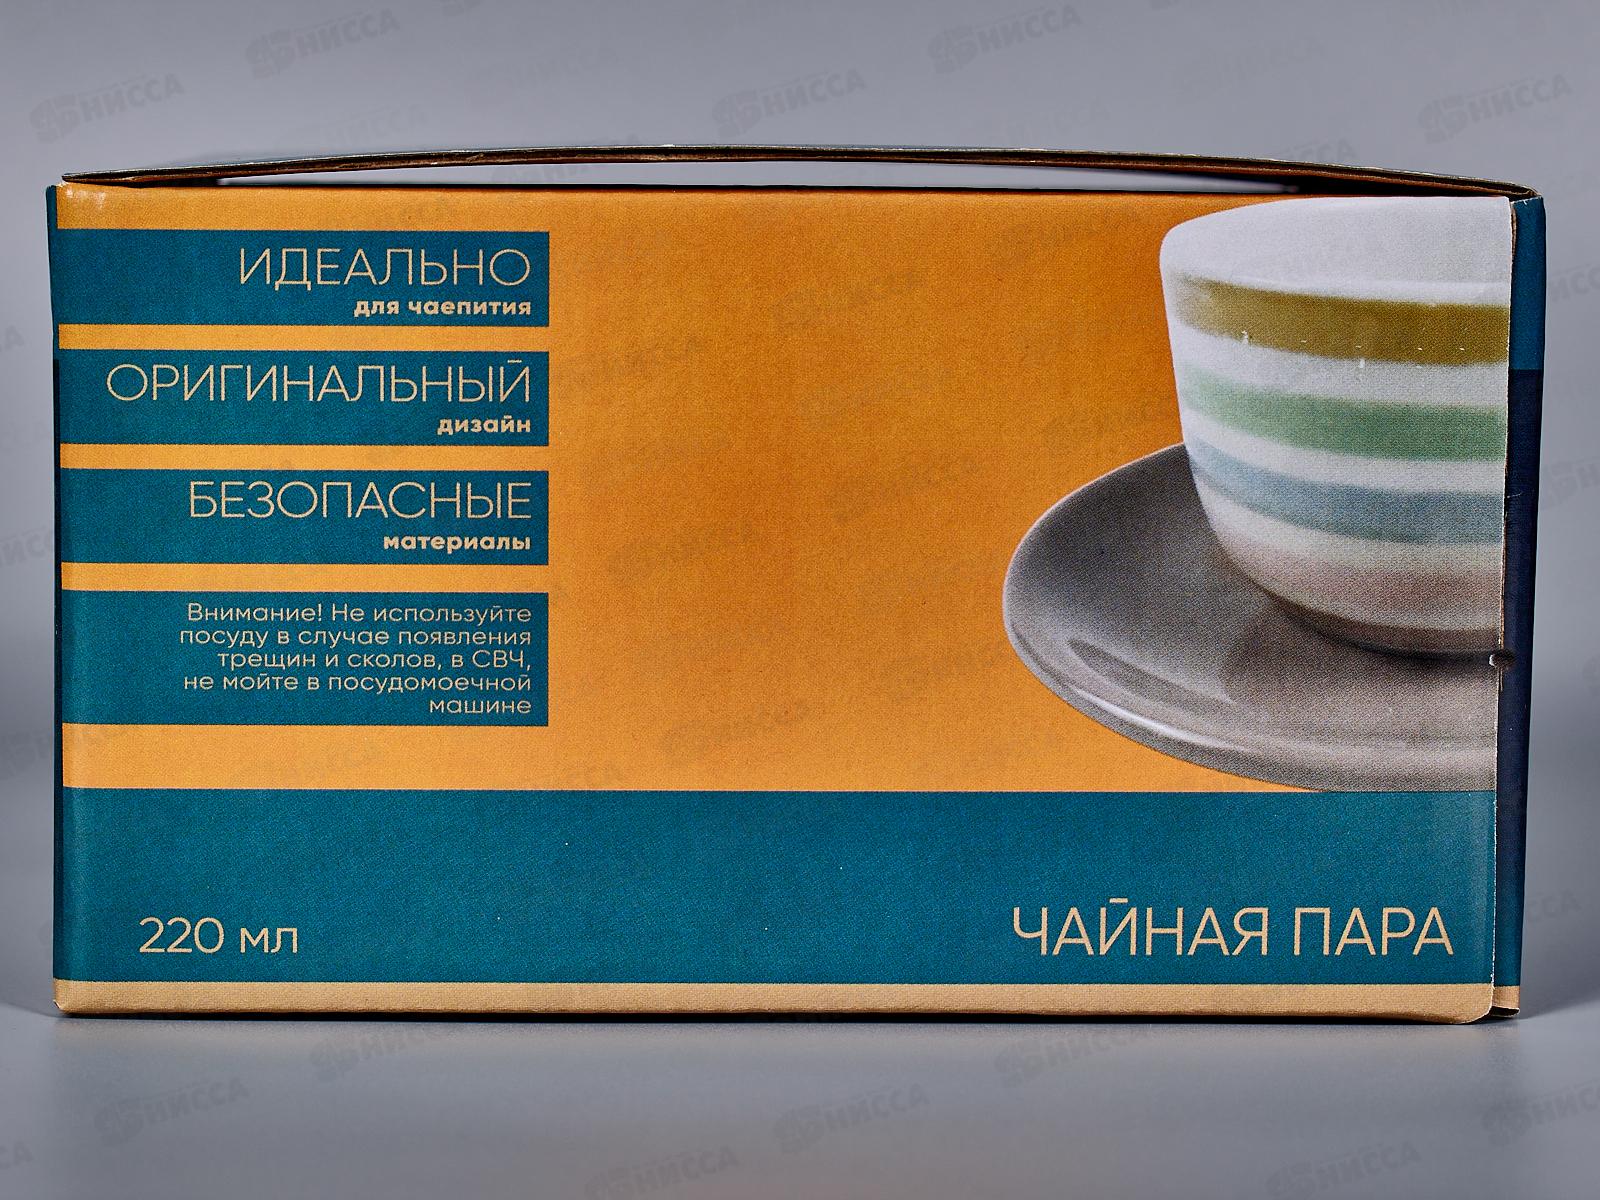 ИДЕАЛЬНО
для чаепития
ОРИГИНАЛЬНЫЙ
дизайн
БЕЗОПАСНЫЕ
материалы
Внимание! Не используйте
посуду в случае появления
трещин и сколов, в СВЧ,
не мойте в посудомоечной
машине
220 мл
ЧАЙНАЯ ПАРА
НИССА